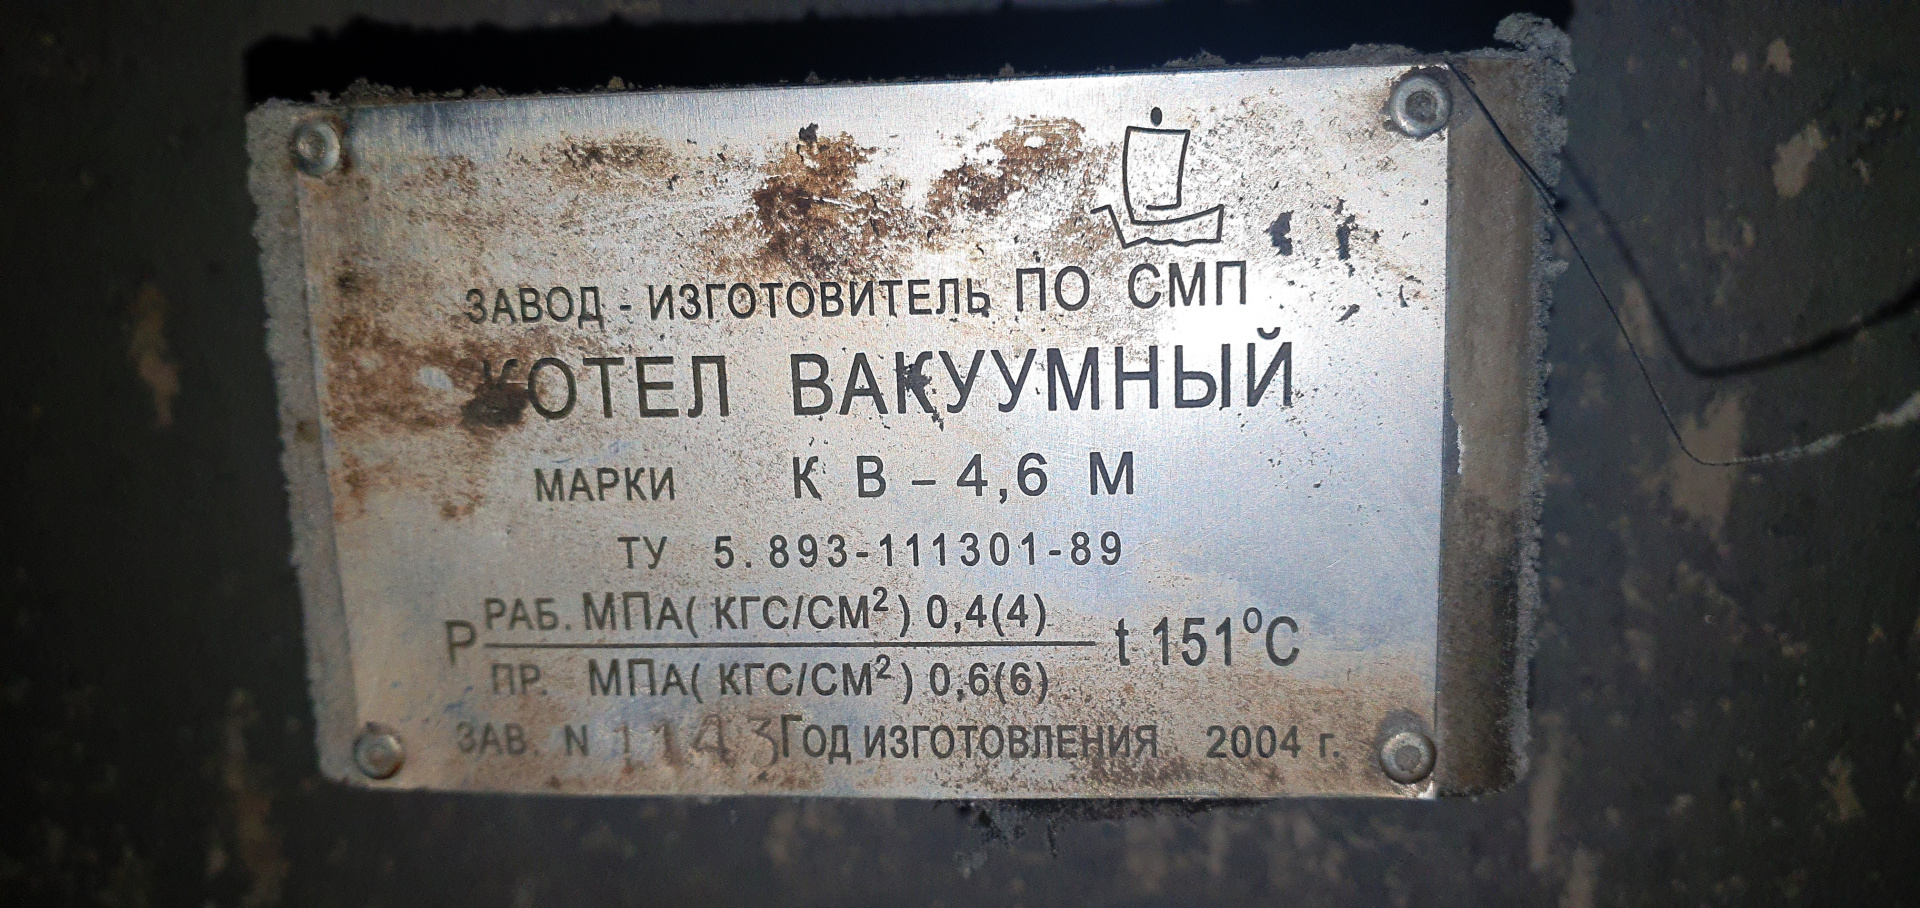 ЗАВОД - ИЗГОТОВИТЕЛЬ ПО СМП
КОТЕЛ ВАКУУМНЫЙ
МАРКИ КВ-4,6 М
ТУ 5.893-111301-89
Р РАБ. МПА(КГС/СМ²) 0,4(4) t 151°C
ПР. МПА(КГС/СМ²) 0,6(6)
ЗАВ. N 1143 ГОД ИЗГОТОВЛЕНИЯ 2004 г.